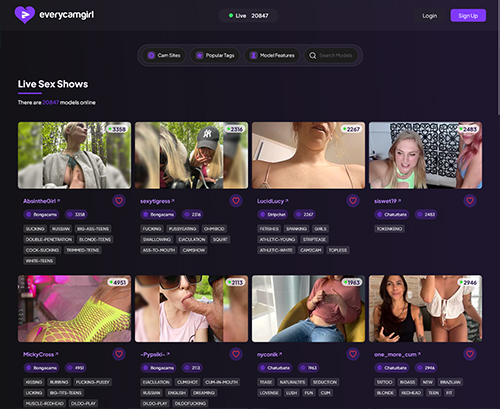 everycamgirl
Live 20847
Login
Sign Up
Cam Sites
Popular Tags
Model Features
Search Models
Live Sex Shows
There are 20847 models online
3358
2316
2267
2483
AbsintheGirl
sexytigress
LucidLucy
siswet19
Bongacams 3358
Bongacams 2316
Stripchat 2267
Chaturbate 2483
SUCKING RUSSIAN BIG-ASS-TEENS
FUCKING PUSSYEATING OHMIBOD
FETISHES SPANKING GIRLS
TOKENKENO
DOUBLE-PENETRATION BLONDE-TEENS
SWALLOWING EJACULATION SQUIRT
ATHLETIC-YOUNG STRIPTEASE
COCK-SUCKING TRIMMED-TEENS
ASS-TO-MOUTH CAMSHOW
ATHLETIC-WHITE CAM2CAM TOPLESS
WHITE-TEENS
4951
2113
1963
2946
MickyCross
-Pypsiki-
nyconik
one_more_cum
Bongacams 4951
Bongacams 2113
Chaturbate 1963
Chaturbate 2946
KISSING RUBBING FUCKING-PUSSY
EJACULATION CUMSHOT CUM-IN-MOUTH
TEASE NATURALTITS SEDUCTION
TATTOO BIGASS NEW BRAZILIAN
LICKING BIG-TITS-TEENS
RUSSIAN ENGLISH DREAMING
LOVENSE LUSH FUN CUM
BLONDE REDHEAD TEEN FIT
MUSCLE-REDHEAD DILDO-PLAY
DILDO-PLAY